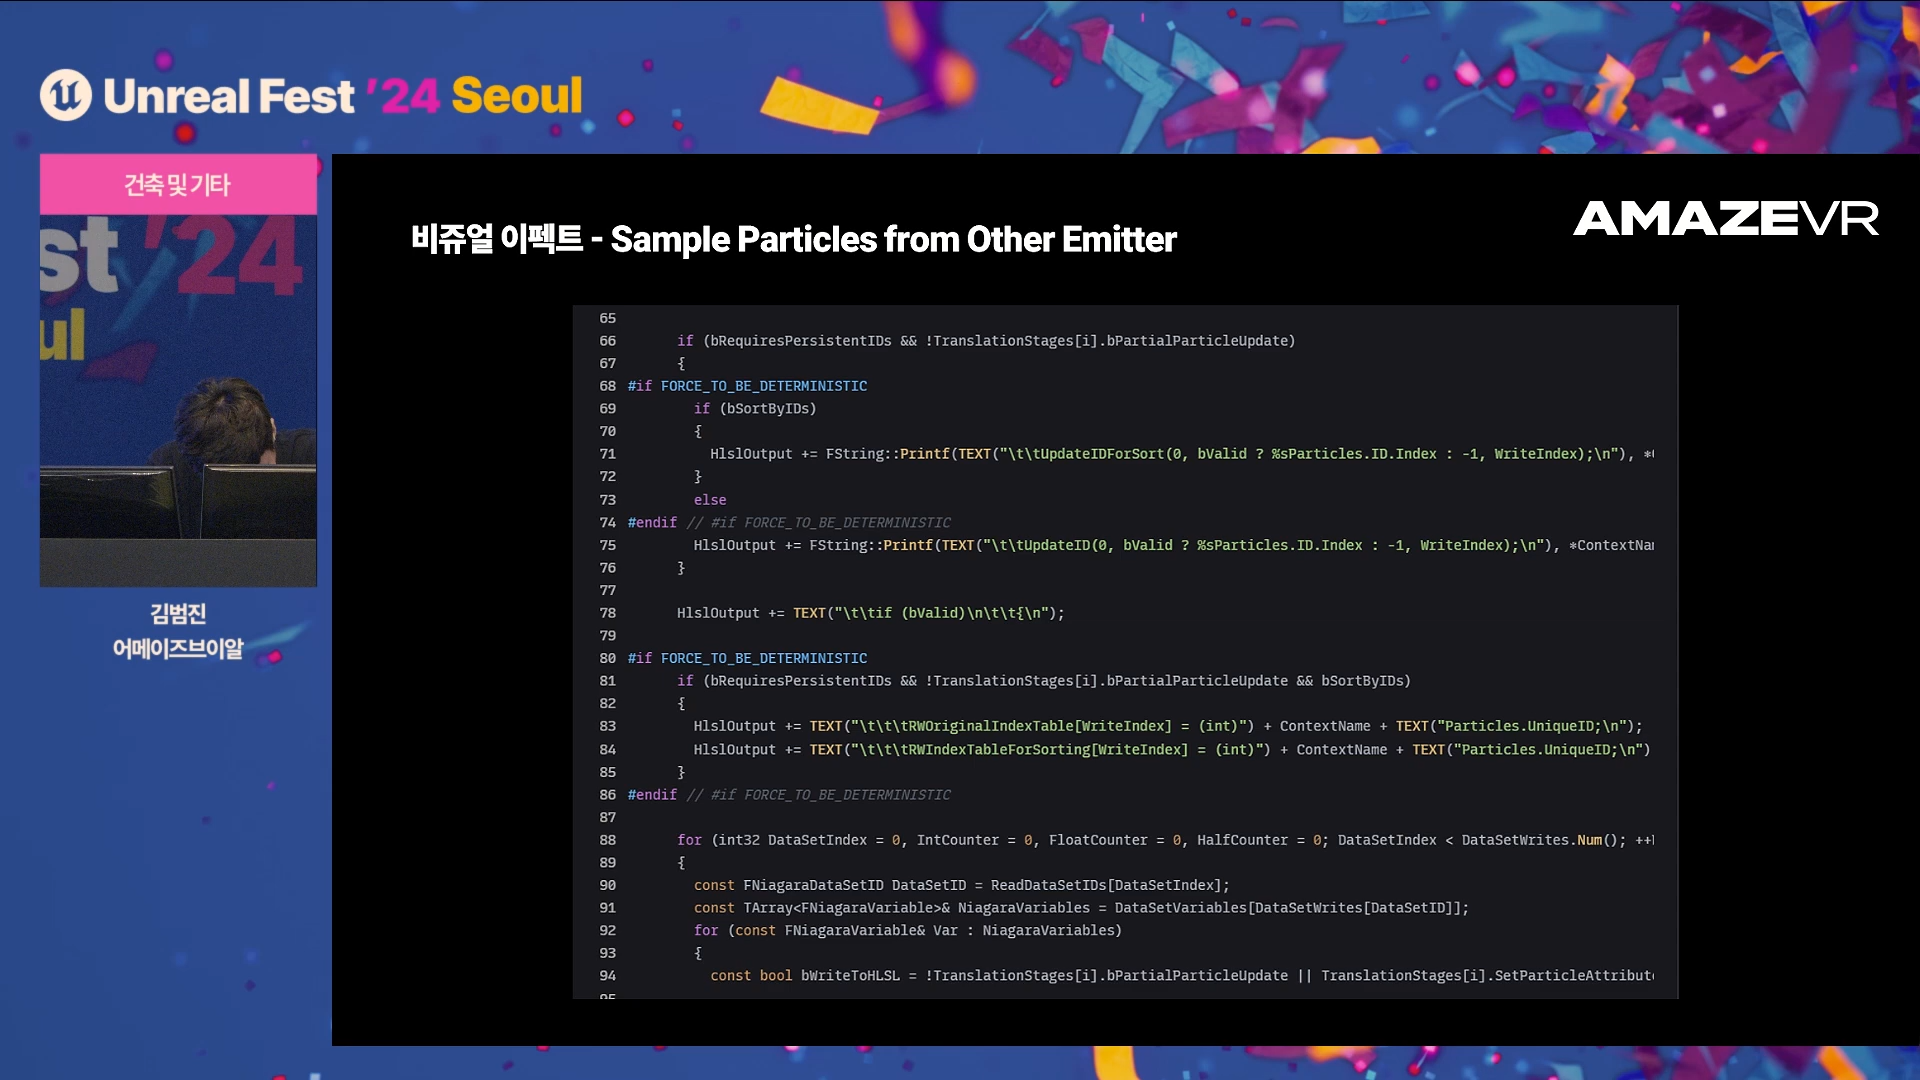 Unreal Fest '24 Seoul
건축 및 기타
st '24
ul
김범진
어메이즈브이알
AMAZEVR
비쥬얼 이펙트 - Sample Particles from Other Emitter
65
66 if (bRequiresPersistentIDs && !TranslationStages[i].bPartialParticleUpdate)
67 {
68 #if FORCE_TO_BE_DETERMINISTIC
69 if (bSortByIDs)
70 {
71 HlslOutput += FString::Printf(TEXT("\t\tUpdateIDForSort(0, bValid ? %sParticles.ID.Index : -1, WriteIndex);\n"), *
72 }
73 else
74 #endif // #if FORCE_TO_BE_DETERMINISTIC
75 HlslOutput += FString::Printf(TEXT("\t\tUpdateID(0, bValid ? %sParticles.ID.Index : -1, WriteIndex);\n"), *ContextNa
76 }
77
78 HlslOutput += TEXT("\t\tif (bValid)\n\t\t{\n");
79
80 #if FORCE_TO_BE_DETERMINISTIC
81 if (bRequiresPersistentIDs && !TranslationStages[i].bPartialParticleUpdate && bSortByIDs)
82 {
83 HlslOutput += TEXT("\t\t\tRWOriginalIndexTable[WriteIndex] = (int)") + ContextName + TEXT("Particles.UniqueID;\n");
84 HlslOutput += TEXT("\t\t\tRWIndexTableForSorting[WriteIndex] = (int)") + ContextName + TEXT("Particles.UniqueID;\n")
85 }
86 #endif // #if FORCE_TO_BE_DETERMINISTIC
87
88 for (int32 DataSetIndex = 0, IntCounter = 0, FloatCounter = 0, HalfCounter = 0; DataSetIndex < DataSetWrites.Num(); ++
89 {
90 const FNiagaraDataSetID DataSetID = ReadDataSetIDs[DataSetIndex];
91 const TArray<FNiagaraVariable>& NiagaraVariables = DataSetVariables[DataSetWrites[DataSetID]];
92 for (const FNiagaraVariable& Var : NiagaraVariables)
93 {
94 const bool bWriteToHLSL = !TranslationStages[i].bPartialParticleUpdate || TranslationStages[i].SetParticleAttribut